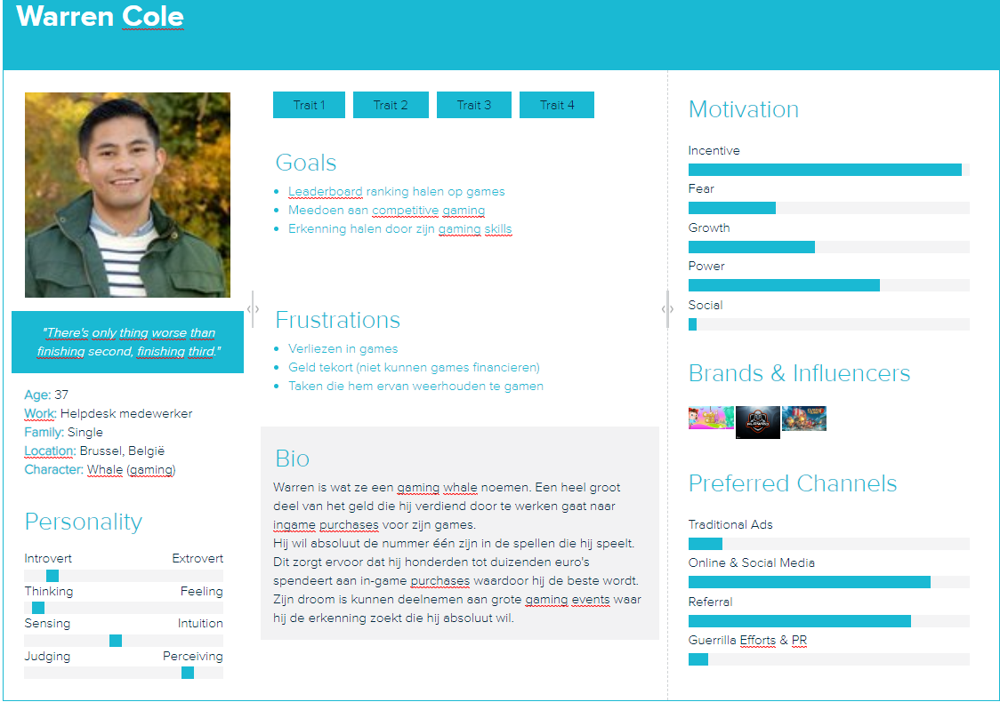 Warren Cole
Trait 1
Trait 2
Trait 3
Trait 4
"There's only thing worse than
finishing second, finishing third."
Age: 37
Work: Helpdesk medewerker
Family: Single
Location: Brussel, België
Character: Whale (gaming)
Personality
Introvert Extrovert
Thinking Feeling
Sensing Intuition
Judging Perceiving
Goals
Leaderboard ranking halen op games
Meedoen aan competitive gaming
Erkenning halen door zijn gaming skills
Frustrations
Verliezen in games
Geld tekort (niet kunnen games financieren)
Taken die hem ervan weerhouden te gamen
Bio
Warren is wat ze een gaming whale noemen. Een heel groot
deel van het geld die hij verdiend door te werken gaat naar
ingame purchases voor zijn games.
Hij wil absoluut de nummer één zijn in de spellen die hij speelt.
Dit zorgt ervoor dat hij honderden tot duizenden euro's
spendeert aan in-game purchases waardoor hij de beste wordt.
Zijn droom is kunnen deelnemen aan grote gaming events waar
hij de erkenning zoekt die hij absoluut wil.
Motivation
Incentive
Fear
Growth
Power
Social
Brands & Influencers
Preferred Channels
Traditional Ads
Online & Social Media
Referral
Guerrilla Efforts & PR